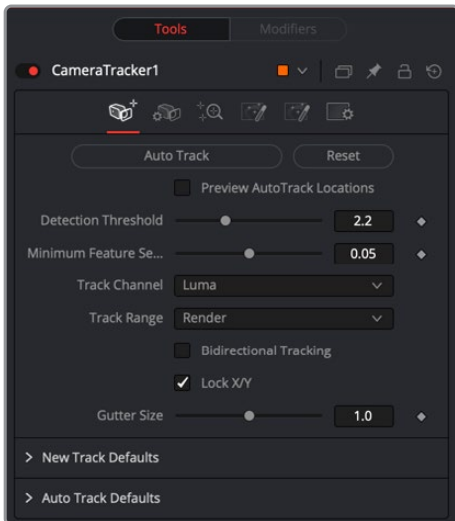 Tools Modifiers
CameraTracker1
Auto Track Reset
Preview AutoTrack Locations
Detection Threshold 2.2
Minimum Feature Se... 0.05
Track Channel Luma
Track Range Render
Bidirectional Tracking
Lock X/Y
Gutter Size 1.0
> New Track Defaults
> Auto Track Defaults